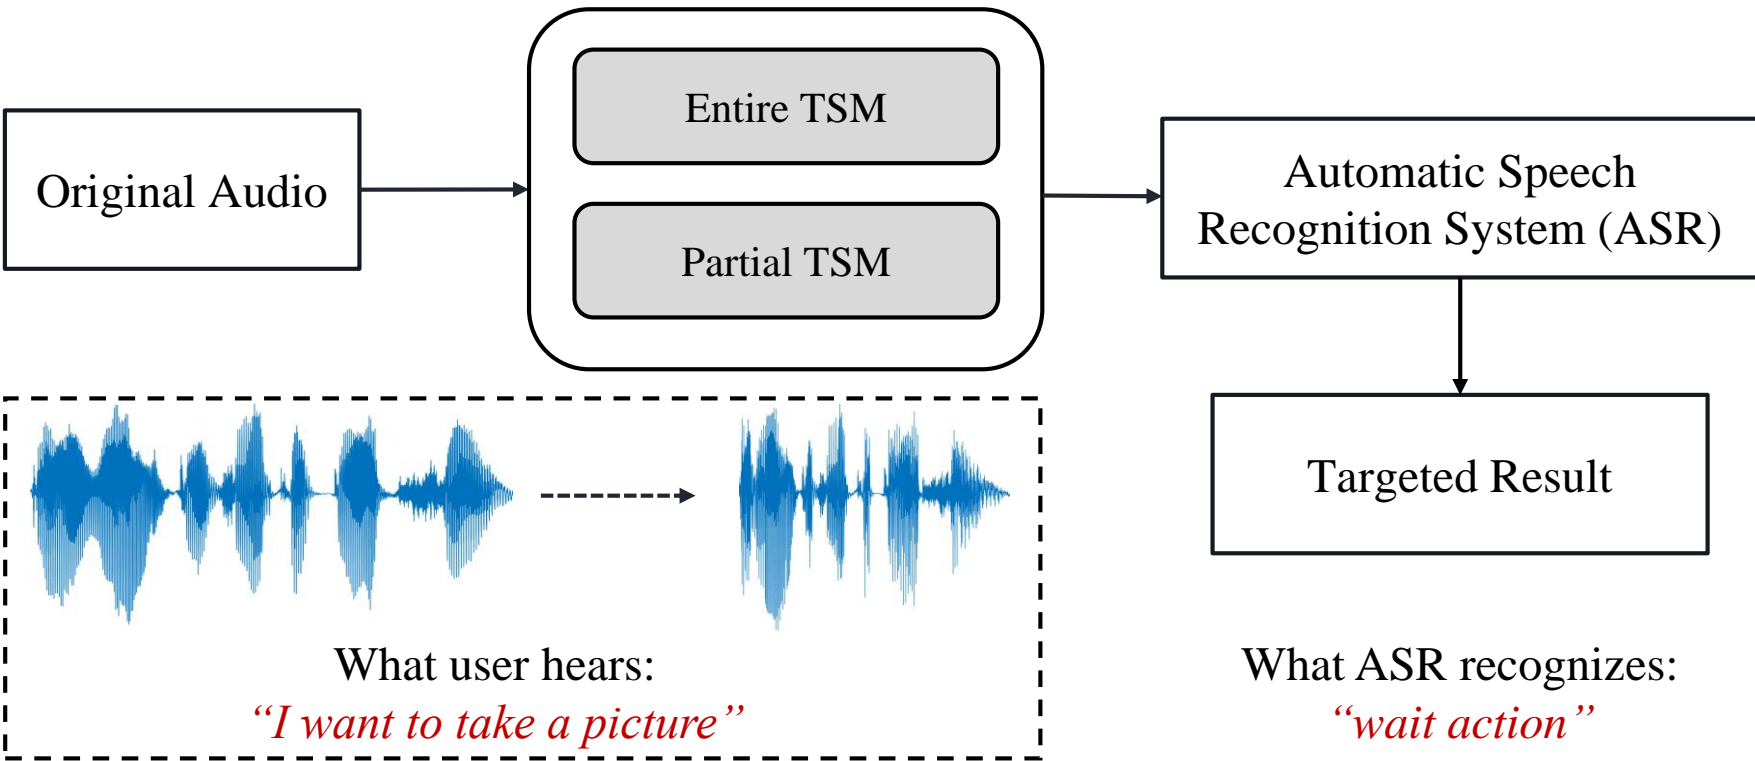 Entire TSM
Original Audio
Partial TSM
Automatic Speech
Recognition System (ASR)
Targeted Result
What user hears:
“I want to take a picture”
What ASR recognizes:
“wait action”